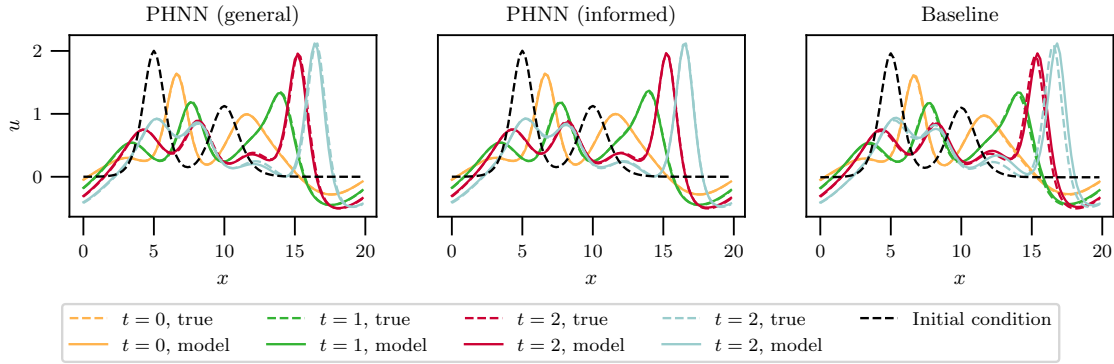 PHNN (general) PHNN (informed) Baseline
2
1
0
u
0 5 10 15 20 0 5 10 15 20 0 5 10 15 20
x x x
t = 0, true t = 1, true t = 2, true t = 2, true Initial condition
t = 0, model t = 1, model t = 2, model t = 2, model